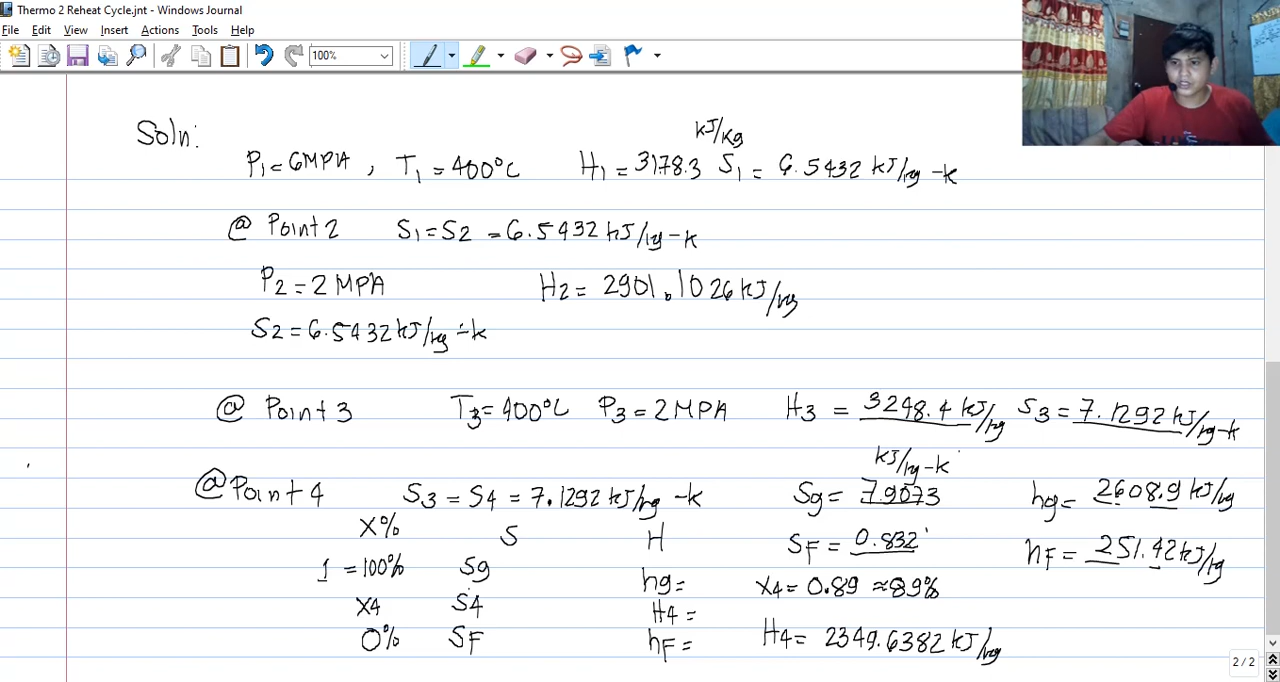 Thermo 2 Reheat Cycle.jnt - Windows Journal
File Edit View Insert Actions Tools Help
100%
Soln:
kJ/kg
P1 = 6MPA , T1 = 400°C H1 = 3178.3 S1 = 6.5432 kJ/kg-K
@ Point 2 S1 = S2 = 6.5432 kJ/kg-K
P2 = 2 MPA H2 = 2901.1026 kJ/kg
S2 = 6.5432 kJ/kg-K
@ Point 3 T3 = 400°C P3 = 2 MPA H3 = 3248.4 kJ/kg S3 = 7.1292 kJ/kg-K
kJ/kg-K
@ Point 4 S3 = S4 = 7.1292 kJ/kg-K Sg = 7.9073 hg = 2608.9 kJ/kg
X% S H SF = 0.832 hF = 251.42 kJ/kg
1 = 100% Sg hg = X4 = 0.89 ≈ 89%
X4 S4 H4 =
0% SF hF = H4 = 2349.6382 kJ/kg
2 / 2